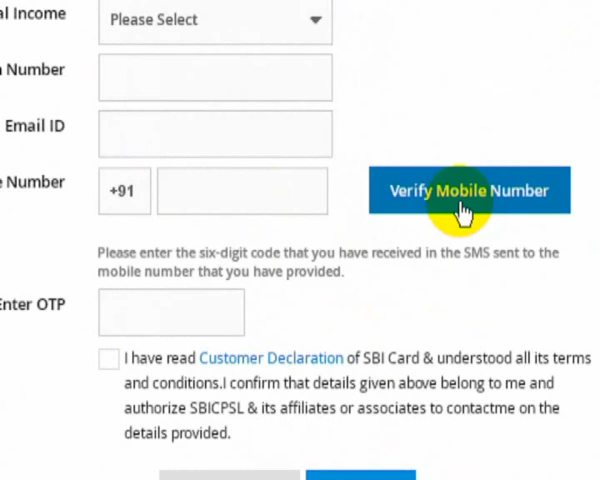 al Income
Please Select
Number
Email ID
Number
+91
Verify Mobile Number
Please enter the six-digit code that you have received in the SMS sent to the
mobile number that you have provided.
Enter OTP
I have read Customer Declaration of SBI Card & understood all its terms
and conditions.I confirm that details given above belong to me and
authorize SBICPSL & its affiliates or associates to contactme on the
details provided.